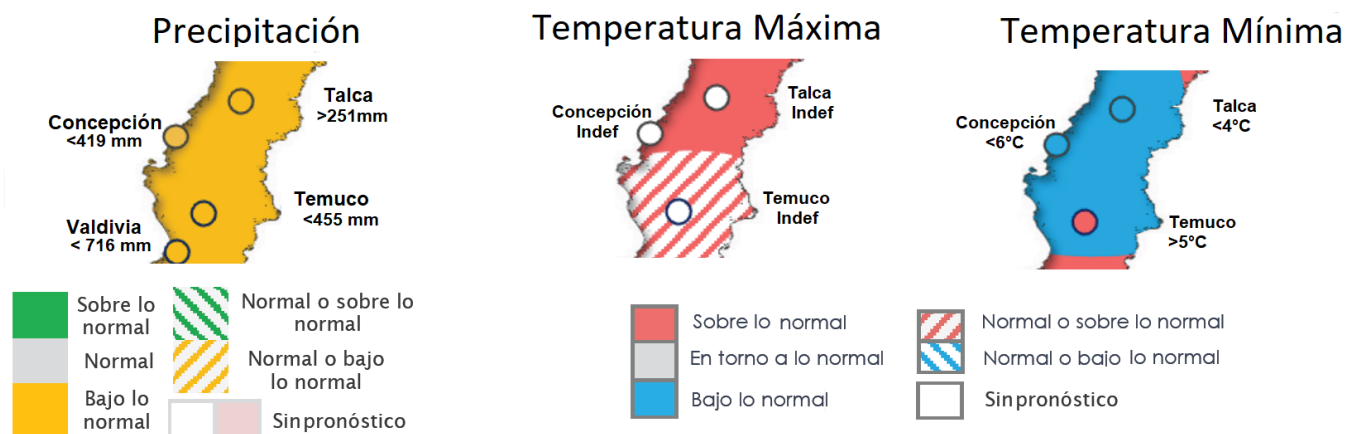 Precipitación
Talca
>251mm
Concepción
<419 mm
Temuco
<455 mm
Valdivia
< 716 mm
Sobre lo
normal
Normal
Bajo lo
normal
Normal o sobre lo
normal
Normal o bajo
lo normal
Sin pronóstico
Temperatura Máxima
Talca
Indef
Concepción
Indef
Temuco
Indef
Temperatura Mínima
Talca
<4ºC
Concepción
<6ºC
Temuco
>5ºC
Sobre lo normal
En torno a lo normal
Bajo lo normal
Normal o sobre lo normal
Normal o bajo lo normal
Sin pronóstico